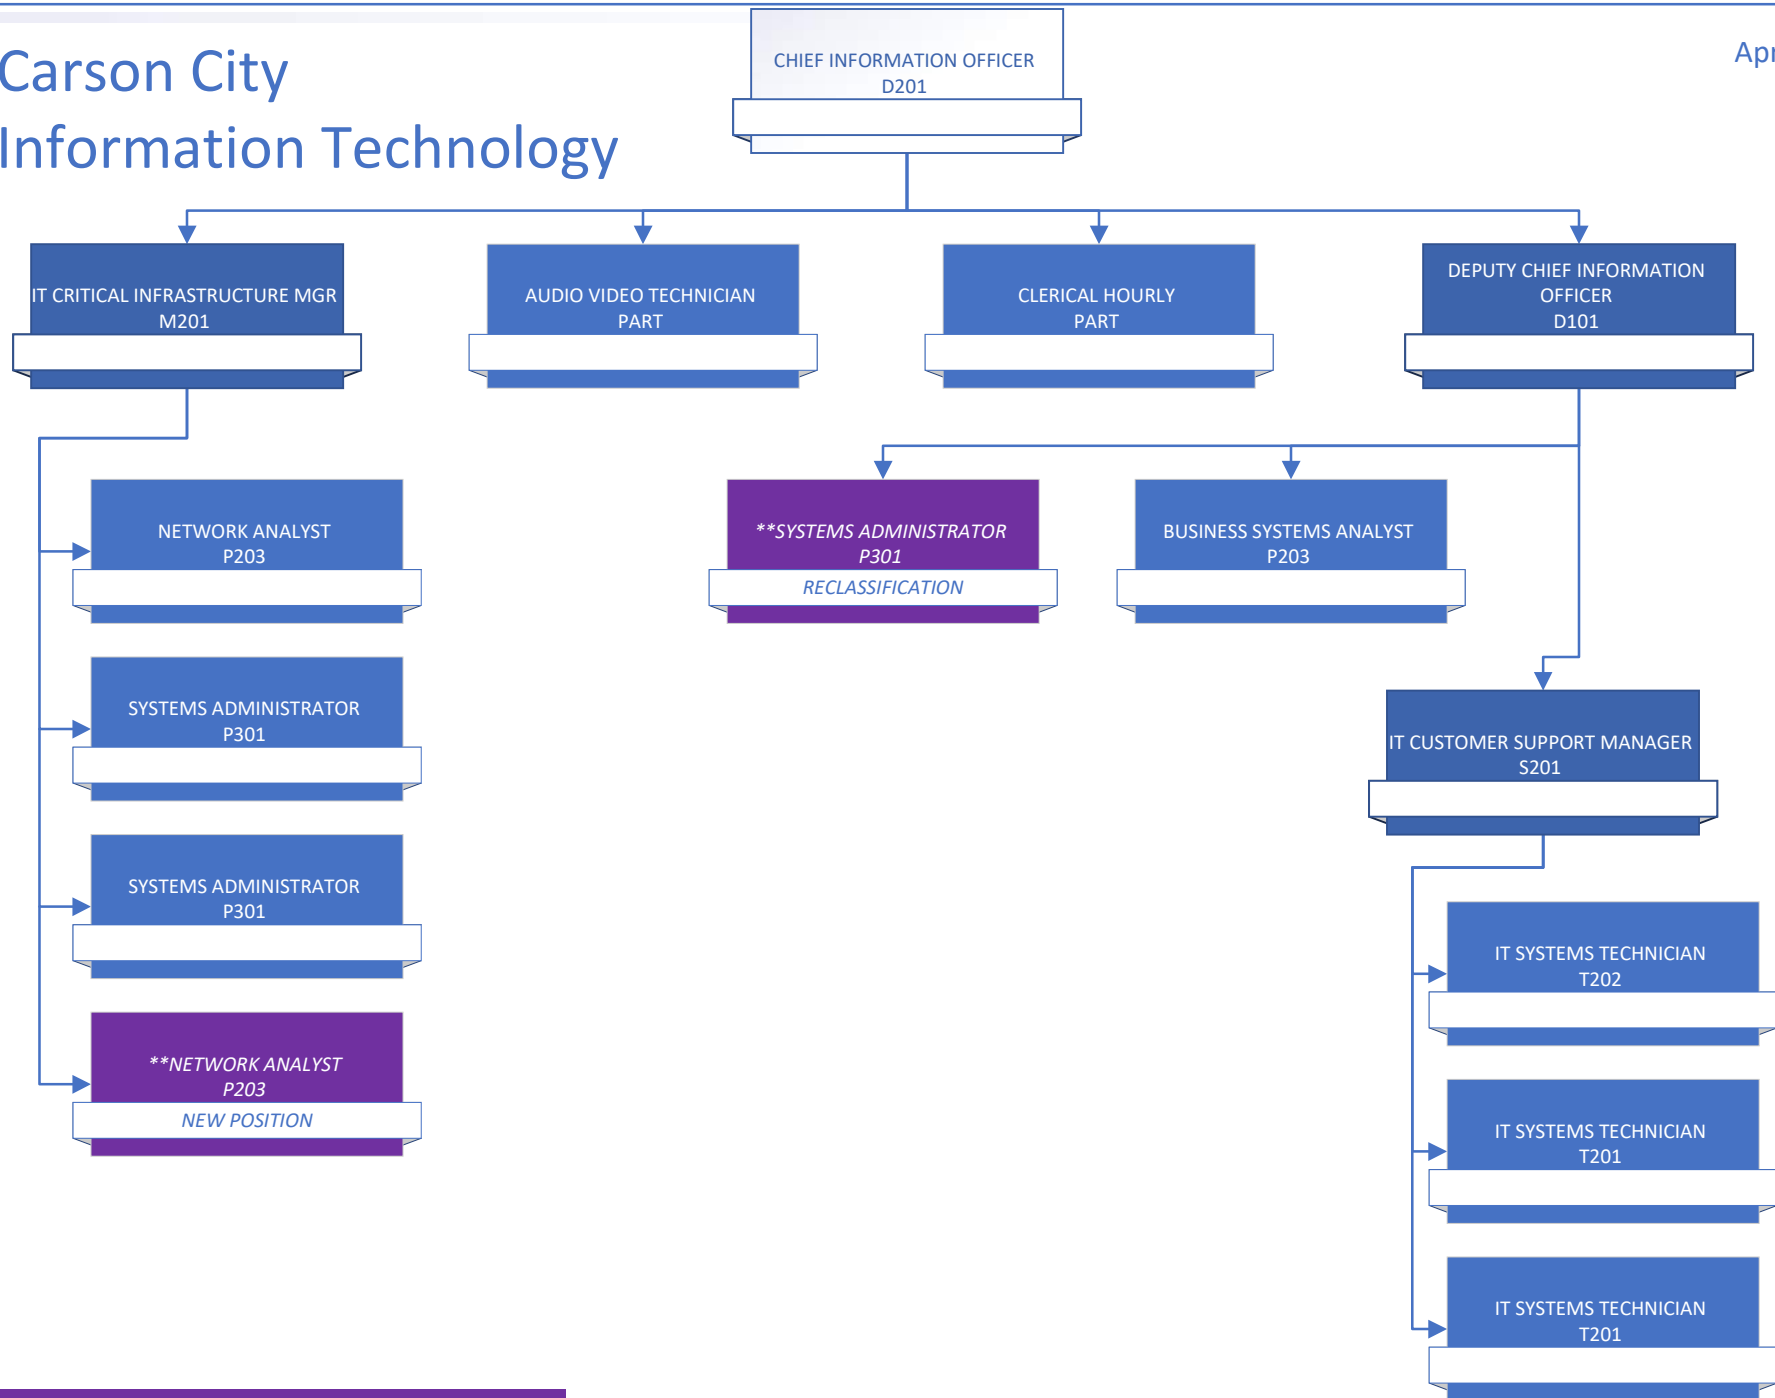 Carson City
Information Technology
CHIEF INFORMATION OFFICER
D201
IT CRITICAL INFRASTRUCTURE MGR
M201
AUDIO VIDEO TECHNICIAN
PART
CLERICAL HOURLY
PART
DEPUTY CHIEF INFORMATION
OFFICER
D101
NETWORK ANALYST
P203
**SYSTEMS ADMINISTRATOR
P301
RECLASSIFICATION
BUSINESS SYSTEMS ANALYST
P203
SYSTEMS ADMINISTRATOR
P301
IT CUSTOMER SUPPORT MANAGER
S201
SYSTEMS ADMINISTRATOR
P301
IT SYSTEMS TECHNICIAN
T202
**NETWORK ANALYST
P203
NEW POSITION
IT SYSTEMS TECHNICIAN
T201
IT SYSTEMS TECHNICIAN
T201